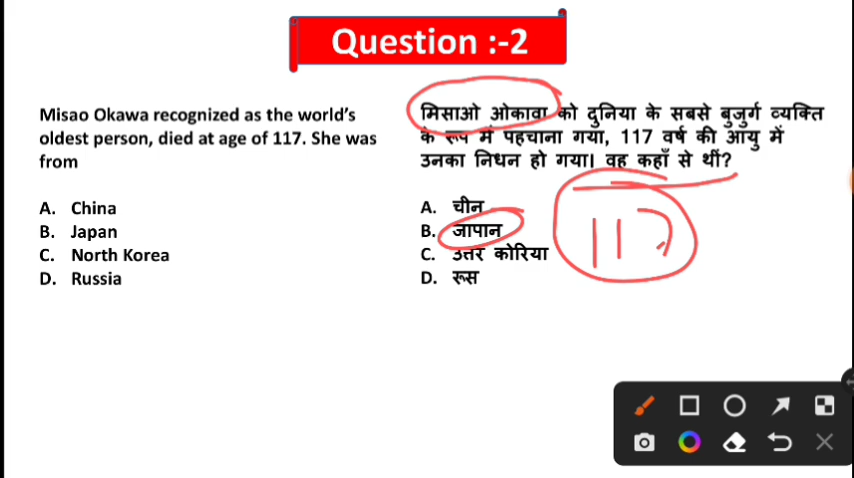 Question :-2
Misao Okawa recognized as the world's
oldest person, died at age of 117. She was
from
A. China
B. Japan
C. North Korea
D. Russia
मिसाओ ओकावा को दुनिया के सबसे बुजुर्ग व्यक्ति
के रूप में पहचाना गया, 117 वर्ष की आयु में
उनका निधन हो गया। वह कहाँ से थीं?
A. चीन
B. जापान
C. उत्तर कोरिया
D. रूस
117